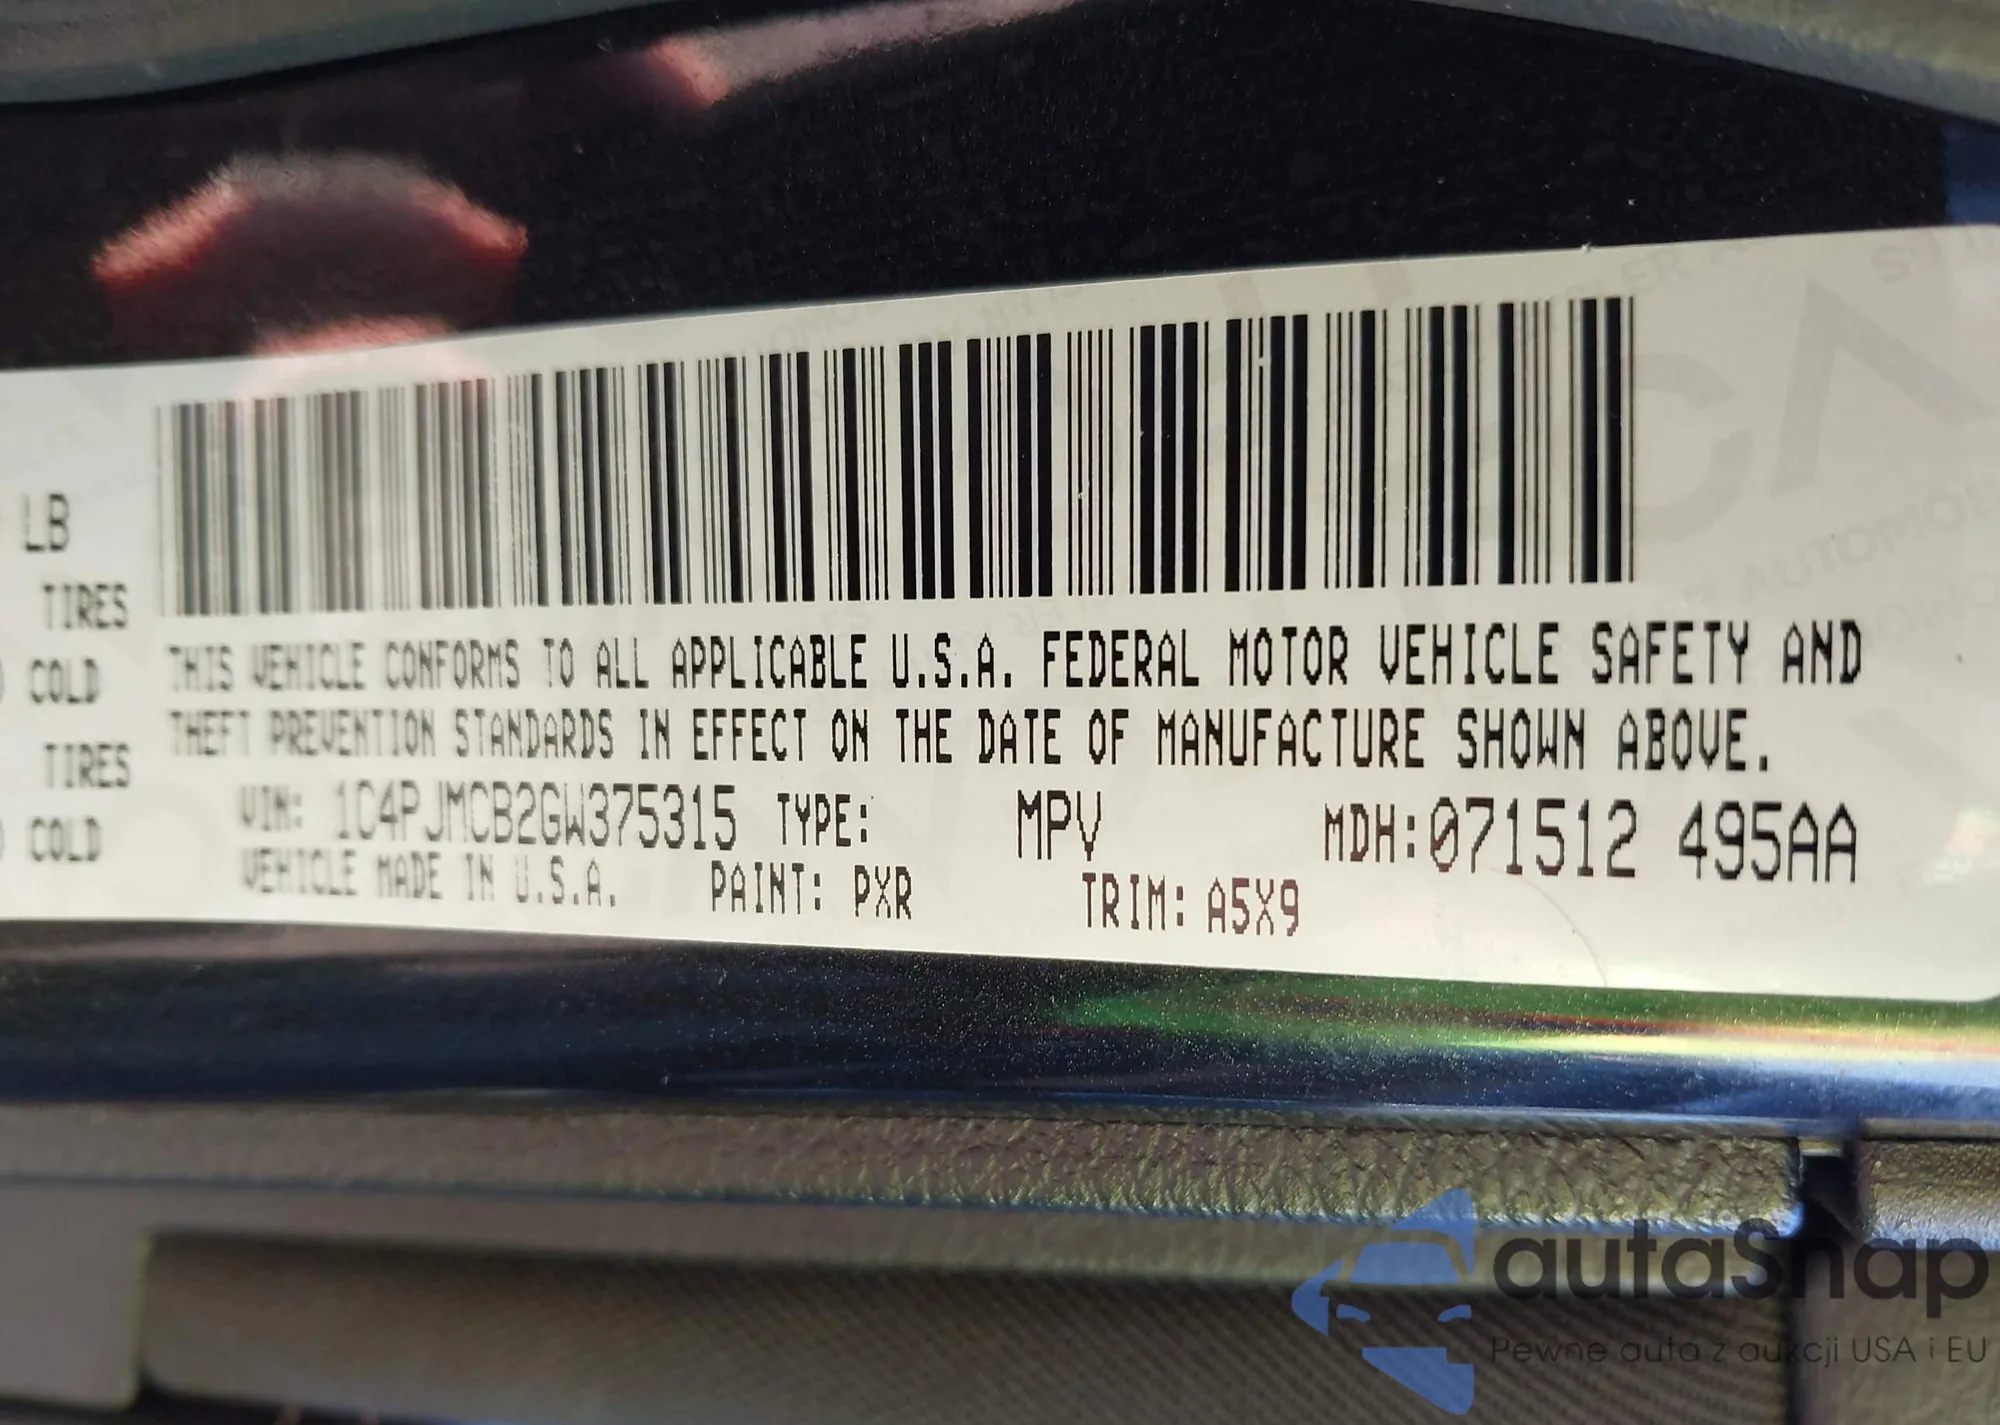 LB
TIRES
COLD
TIRES
COLD
THIS VEHICLE CONFORMS TO ALL APPLICABLE U.S.A. FEDERAL MOTOR VEHICLE SAFETY AND
THEFT PREVENTION STANDARDS IN EFFECT ON THE DATE OF MANUFACTURE SHOWN ABOVE.
VIN: 1C4PJMCB2GW375315 TYPE: MPV MDH:071512 495AA
VEHICLE MADE IN U.S.A. PAINT: PXR TRIM: A5X9
autaSnap
Pewne auta z aukcji USA i EU